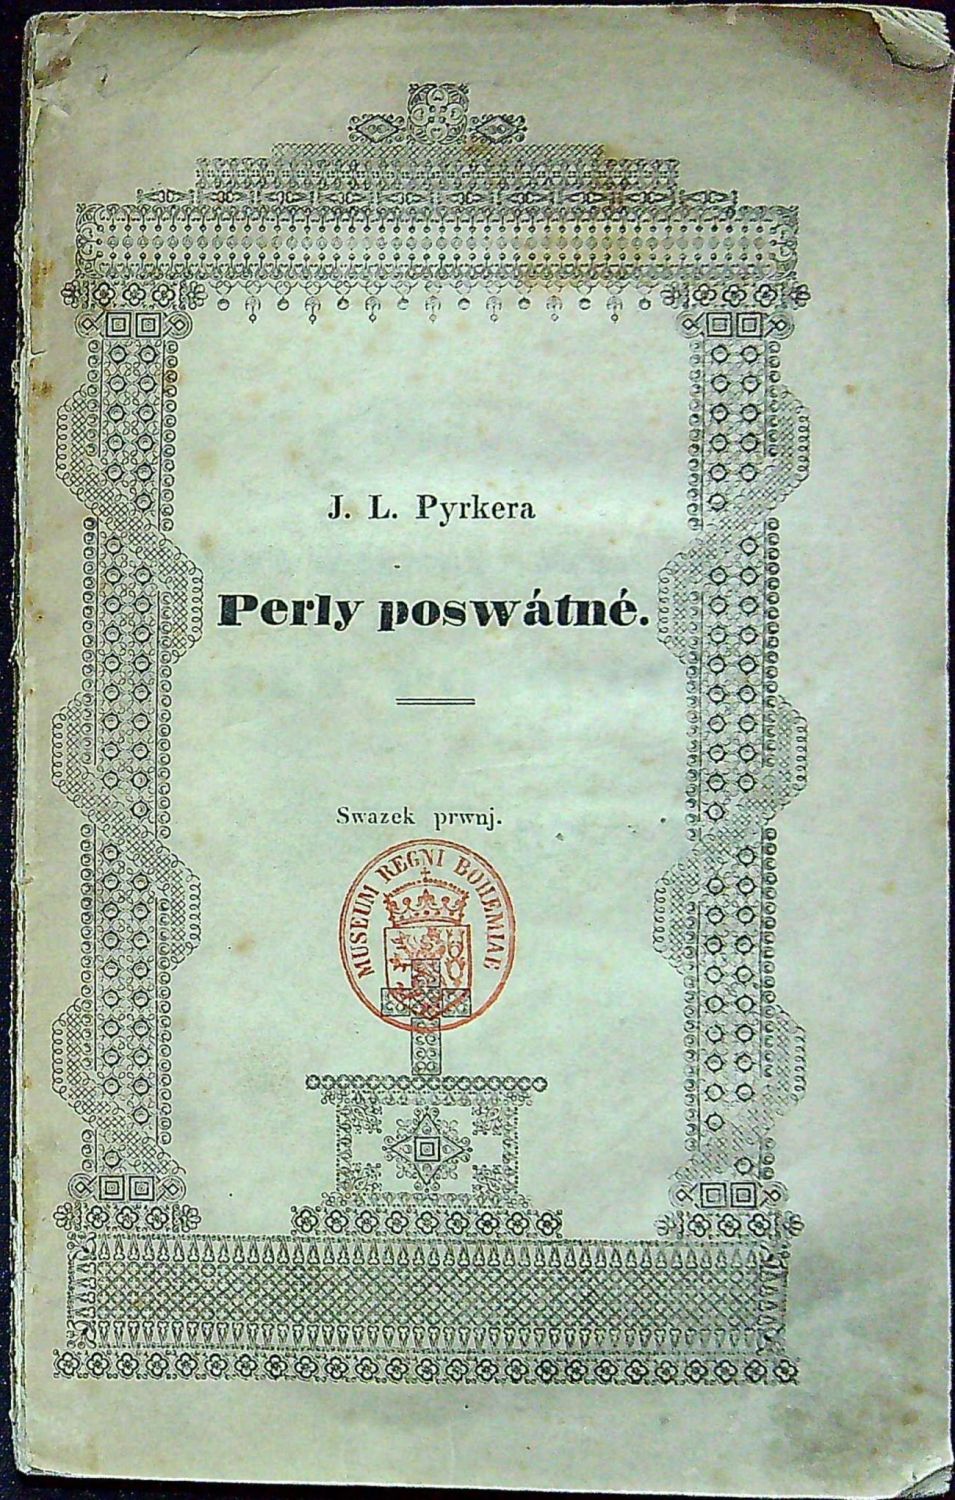 J. L. Pyrkera
Perly poswátné.
Swazek prwnj.
MUSEUM REGNI BOHEMIAE